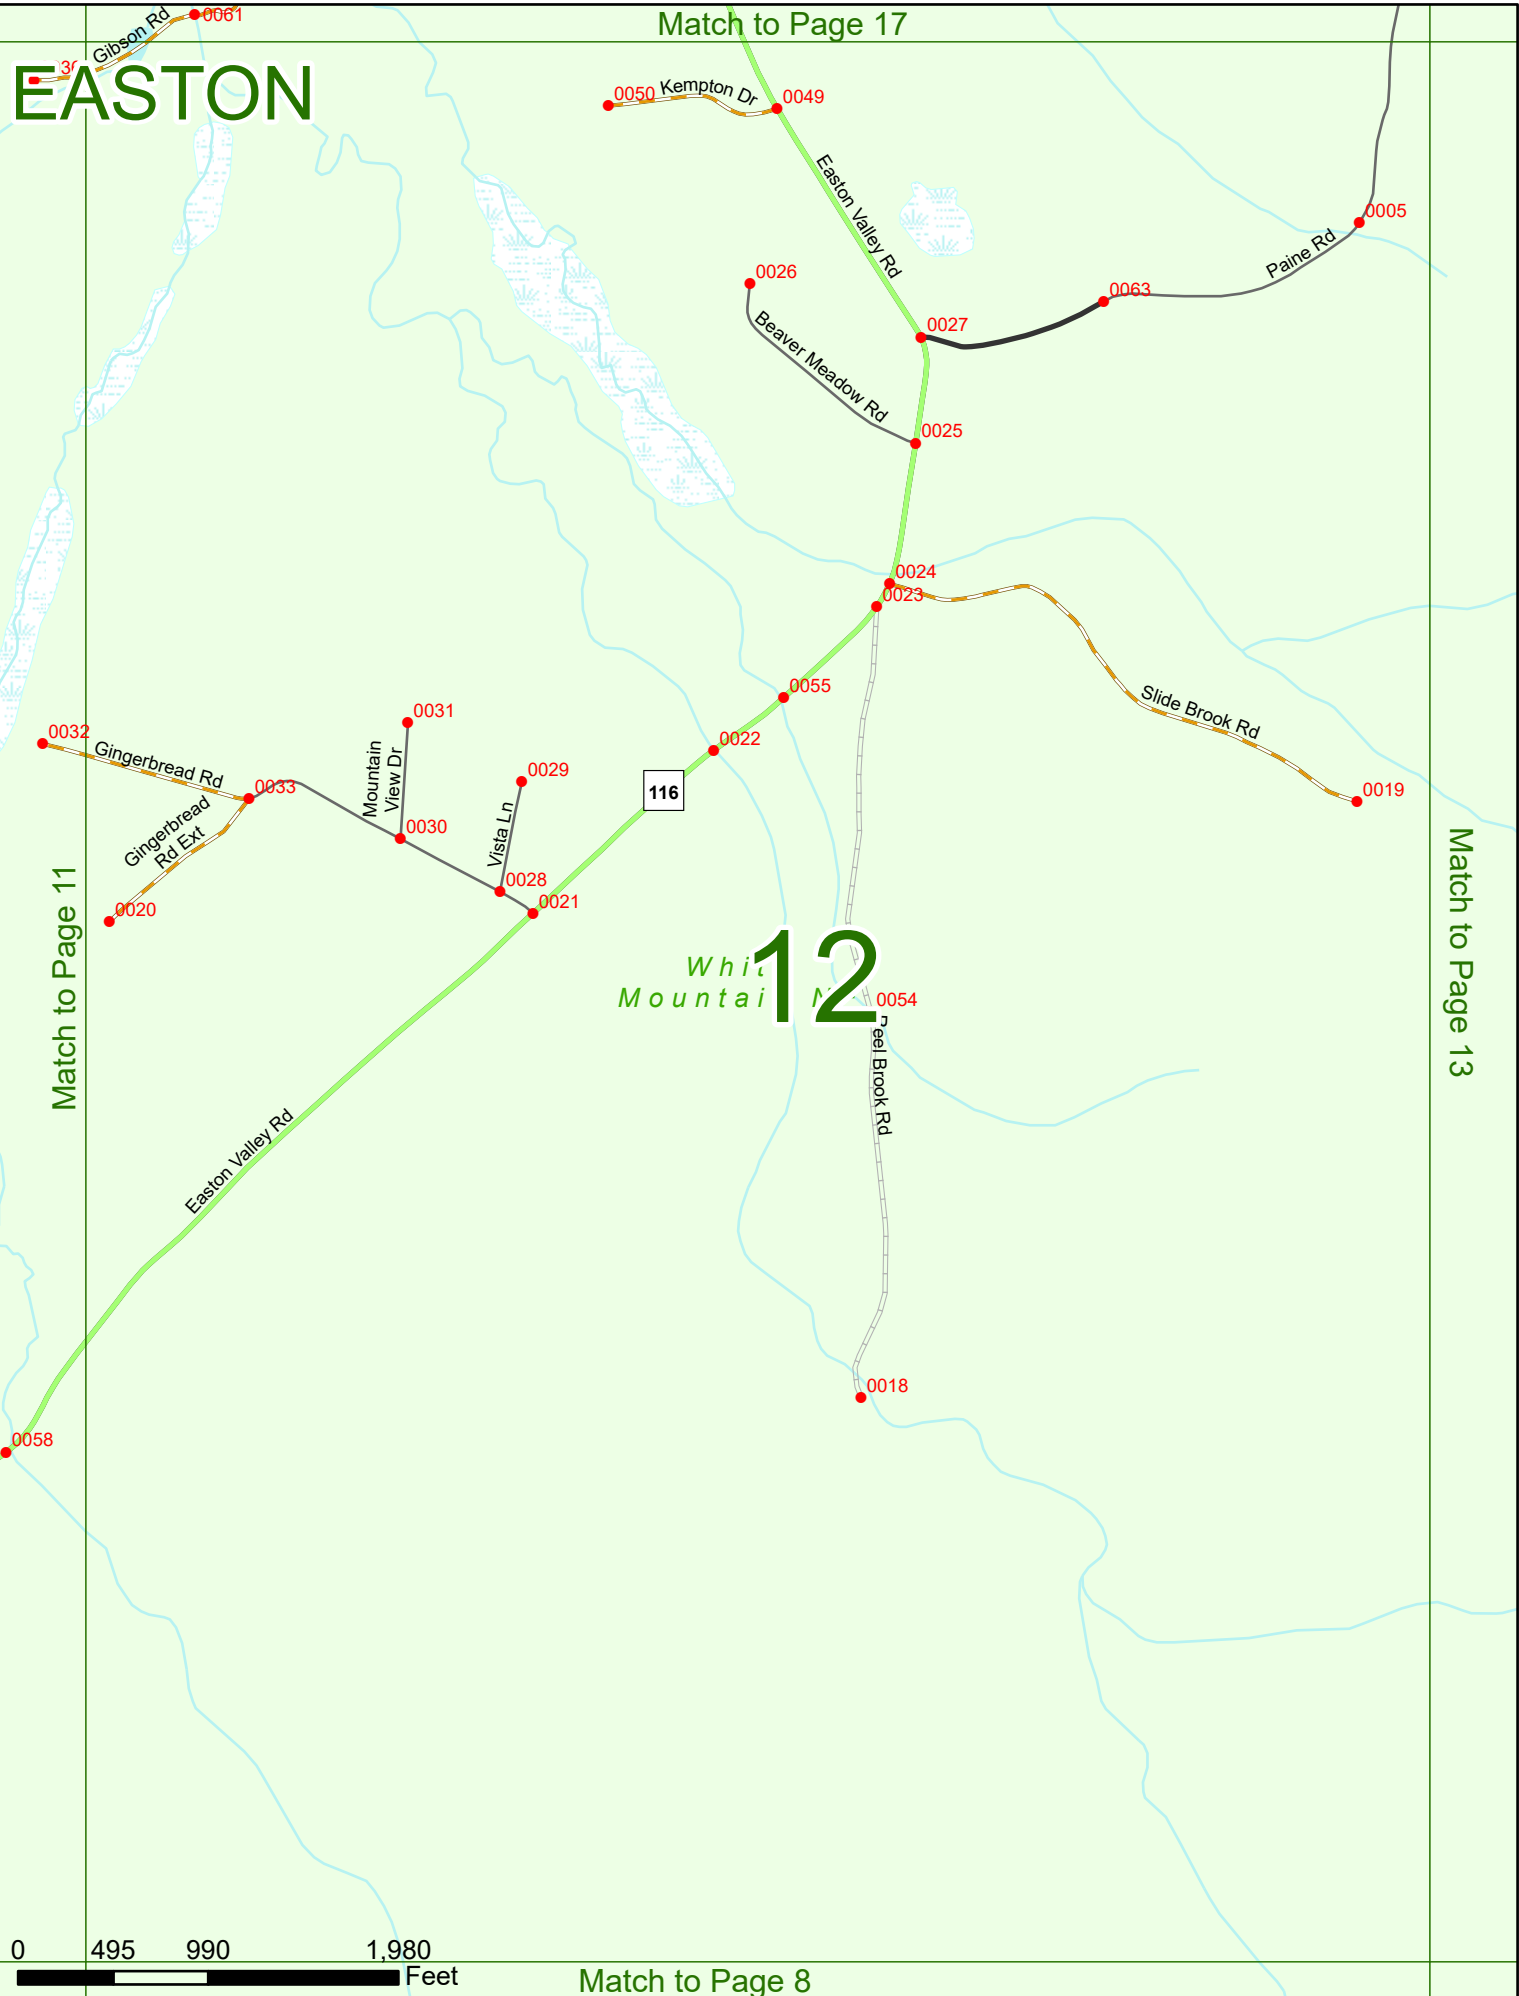 Match to Page 17
0061
Gibson Rd
EASTON
0050
Kempton Dr
0049
Easton Valley Rd
0005
Paine Rd
0026
0063
Beaver Meadow Rd
0027
0025
0024
0023
0055
Slide Brook Rd
0031
0032
Gingerbread Rd
Mountain
View Dr
0022
0029
116
0033
0019
Gingerbread
Rd Ext
0030
Vista Ln
0028
0020
0021
Match to Page 11
Match to Page 13
12
Mountai
0054
eel Brook Rd
Easton Valley Rd
0018
0058
0 495 990 1,980
Feet
Match to Page 8